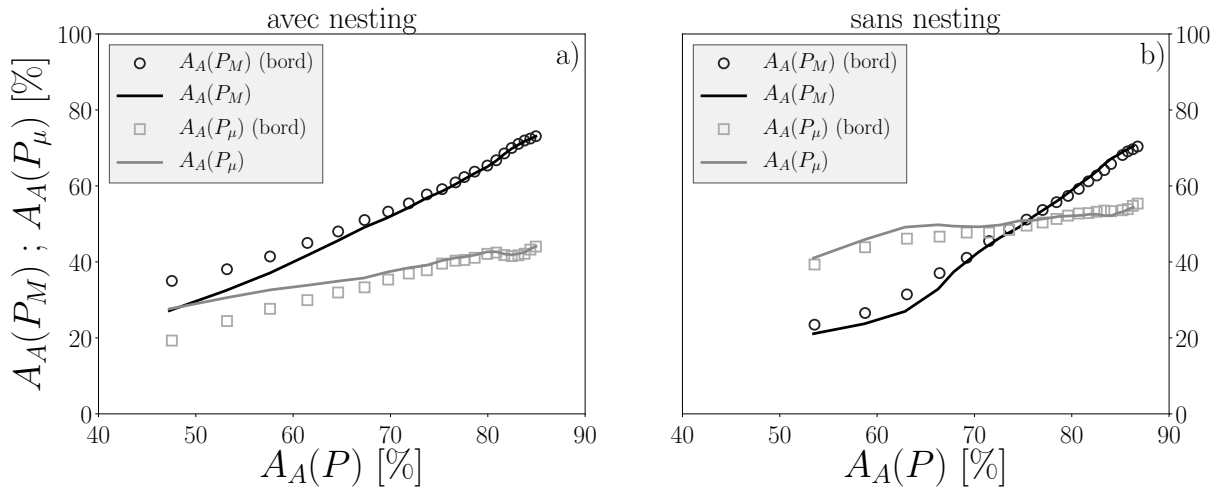 avec nesting
sans nesting
a)
b)
A_A(P_M) (bord)
A_A(P_M)
A_A(P_μ) (bord)
A_A(P_μ)
A_A(P_M) (bord)
A_A(P_M)
A_A(P_μ) (bord)
A_A(P_μ)
A_A(P_M) ; A_A(P_μ) [%]
100
80
60
40
20
0
100
80
60
40
20
0
40 50 60 70 80 90
40 50 60 70 80 90
A_A(P) [%]
A_A(P) [%]